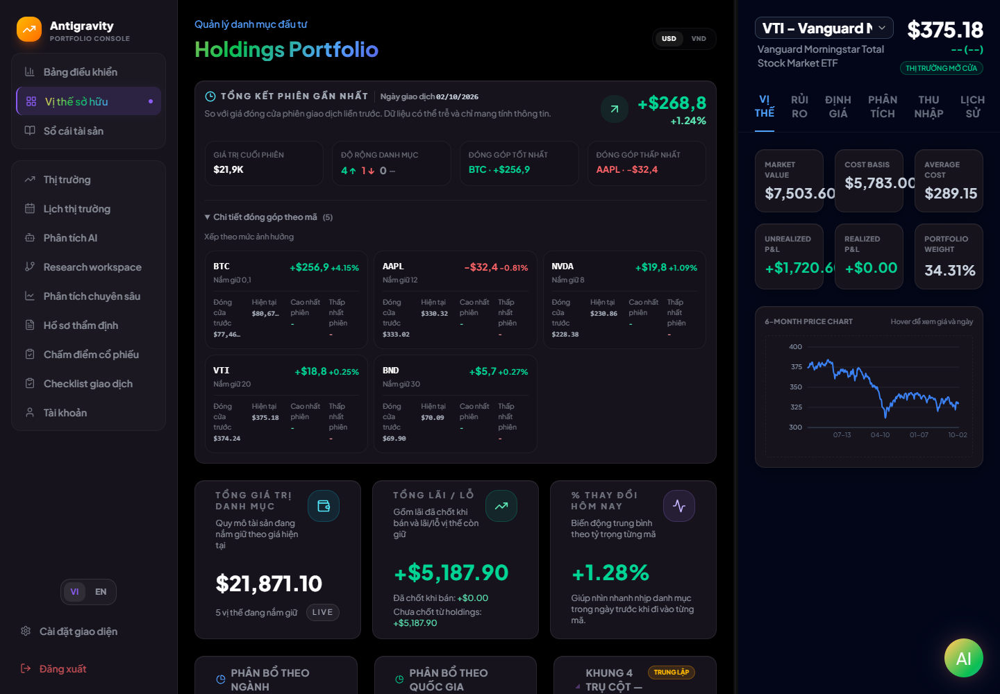 Antigravity
PORTFOLIO CONSOLE
Bảng điều khiển
Vị thế sở hữu
Sổ cái tài sản
Thị trường
Lịch thị trường
Phân tích AI
Research workspace
Phân tích chuyên sâu
Hồ sơ thẩm định
Chấm điểm cổ phiếu
Checklist giao dịch
Tài khoản
VI EN
Cài đặt giao diện
Đăng xuất
Quản lý danh mục đầu tư
Holdings Portfolio
USD VND
TỔNG KẾT PHIÊN GẦN NHẤT Ngày giao dịch 02/10/2026
So với giá đóng cửa phiên giao dịch liền trước. Dữ liệu có thể trễ và chỉ mang tính thông tin.
+$268,8
+1.24%
GIÁ TRỊ CUỐI PHIÊN
$21,9K
ĐỘ RỘNG DANH MỤC
4↑ 1↓ 0 –
ĐÓNG GÓP TỐT NHẤT
BTC · +$256,9
ĐÓNG GÓP THẤP NHẤT
AAPL · -$32,4
▼ Chi tiết đóng góp theo mã (5)
Xếp theo mức ảnh hưởng
BTC +$256,9 +4.15%
Nắm giữ 0,1
Đóng cửa trước
$77,46…
Hiện tại
$80,67…
Cao nhất phiên
-
Thấp nhất phiên
-
AAPL -$32,4 -0.81%
Nắm giữ 12
Đóng cửa trước
$333.02
Hiện tại
$330.32
Cao nhất phiên
-
Thấp nhất phiên
-
NVDA +$19,8 +1.09%
Nắm giữ 8
Đóng cửa trước
$228.38
Hiện tại
$230.86
Cao nhất phiên
-
Thấp nhất phiên
-
VTI +$18,8 +0.25%
Nắm giữ 20
Đóng cửa trước
$374.24
Hiện tại
$375.18
Cao nhất phiên
-
Thấp nhất phiên
-
BND +$5,7 +0.27%
Nắm giữ 30
Đóng cửa trước
$69.90
Hiện tại
$70.09
Cao nhất phiên
-
Thấp nhất phiên
-
TỔNG GIÁ TRỊ
DANH MỤC
Quy mô tài sản đang
nắm giữ theo giá hiện
tại
$21,871.10
5 vị thế đang nắm giữ LIVE
TỔNG LÃI / LỖ
Gồm lãi đã chốt khi
bán và lãi/lỗ vị thế còn
giữ
+$5,187.90
Đã chốt khi bán: +$0.00
Chưa chốt từ holdings:
+$5,187.90
% THAY ĐỔI
HÔM NAY
Biến động trung bình
theo tỷ trọng từng mã
+1.28%
Giúp nhìn nhanh nhịp danh mục
trong ngày trước khi đi vào từng
mã.
PHÂN BỔ THEO
NGÀNH
PHÂN BỔ THEO
QUỐC GIA
KHUNG 4
TRỤ CỘT —
TRUNG LẬP
VTI - Vanguard
$375.18
Vanguard Morningstar Total
Stock Market ETF
-- (--)
THỊ TRƯỜNG MỞ CỬA
VỊ THẾ
RỦI RO
ĐỊNH GIÁ
PHÂN TÍCH
THU NHẬP
LỊCH SỬ
MARKET VALUE
$7,503.60
COST BASIS
$5,783.00
AVERAGE COST
$289.15
UNREALIZED P&L
+$1,720.6
REALIZED P&L
+$0.00
PORTFOLIO WEIGHT
34.31%
6-MONTH PRICE CHART Hover để xem giá và ngày
400
375
350
325
300
07-13 04-10 01-07 10-02
AI